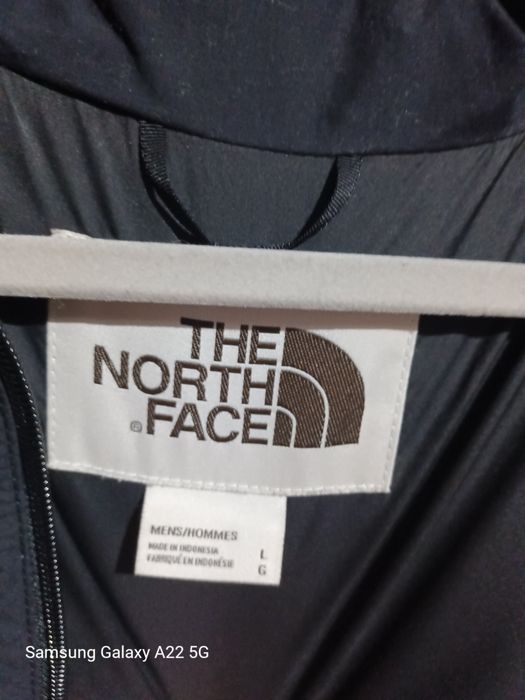 THE
NORTH
® FACE
MENS/HOMMES
MADE IN INDONESIA L
FABRIQUÉ EN INDONÉSIE G
Samsung Galaxy A22 5G